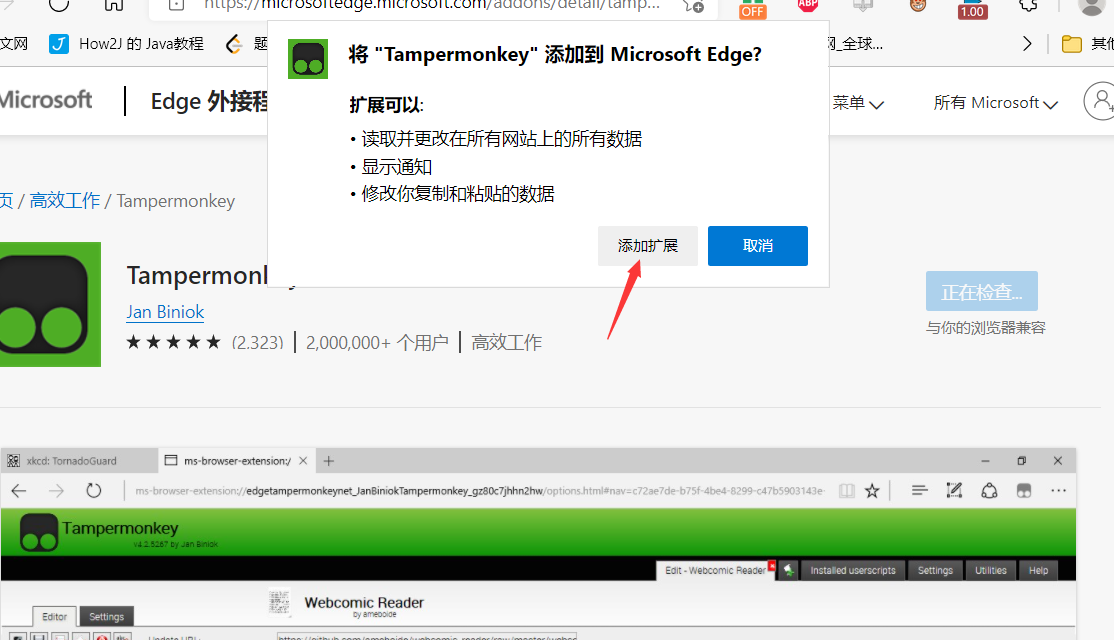 https://microsoftedge.microsoft.com/addons/detail/tamp...
OFF
ABP
1.00
文网
How2J 的 Java教程
题
网_全球...
其他
将 "Tampermonkey" 添加到 Microsoft Edge?
扩展可以:
• 读取并更改在所有网站上的所有数据
• 显示通知
• 修改你复制和粘贴的数据
添加扩展
取消
Microsoft
Edge 外接程
菜单
所有 Microsoft
页 / 高效工作 / Tampermonkey
Tampermonkey
Jan Biniok
(2,323)
2,000,000+ 个用户
高效工作
正在检查...
与你的浏览器兼容
xkcd: TornadoGuard
ms-browser-extension:/
ms-browser-extension://edgetampermonkeynet_JanBiniokTampermonkey_gz80c7jhhn2hw/options.html#nav=c72ae7de-b75f-4be4-8299-c47b5903143e-
Tampermonkey
v4.2.5267 by Jan Biniok
Edit - Webcomic Reader
Installed userscripts
Settings
Utilities
Help
Webcomic Reader
by ameboide
Editor
Settings
Update URL: